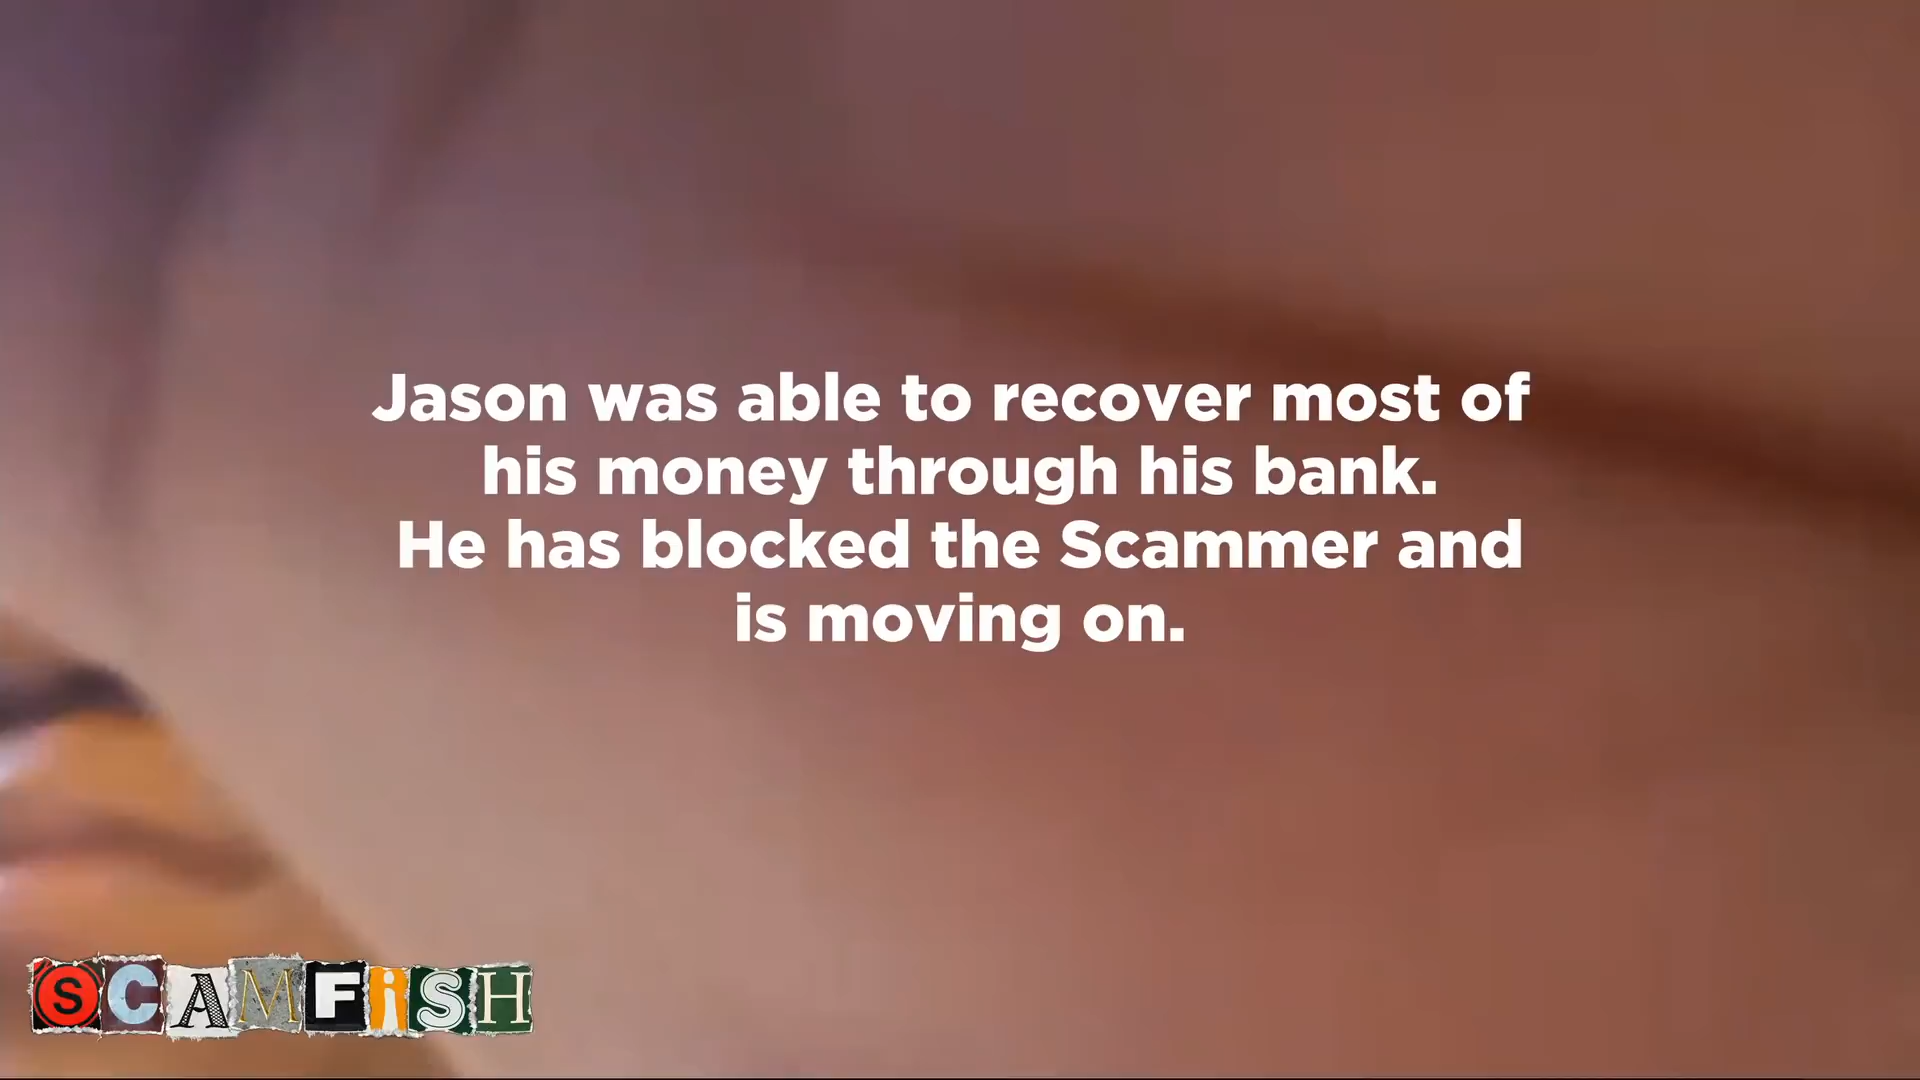 Jason was able to recover most of
his money through his bank.
He has blocked the Scammer and
is moving on.
SCAMFiSH